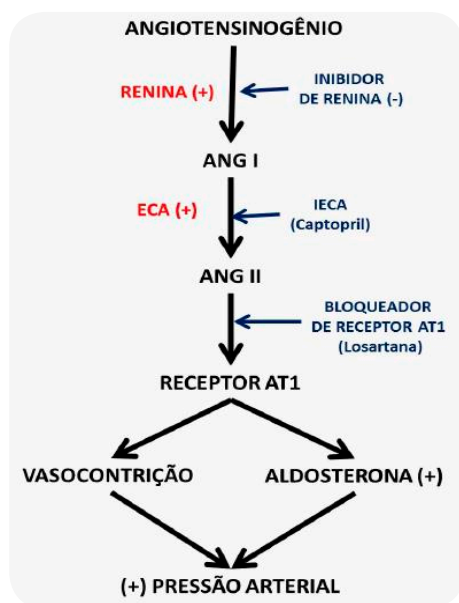 ANGIOTENSINOGÊNIO
RENINA (+)
INIBIDOR
DE RENINA (-)
ANG I
ECA (+)
IECA
(Captopril)
ANG II
BLOQUEADOR
DE RECEPTOR AT1
(Losartana)
RECEPTOR AT1
VASOCONTRIÇÃO
ALDOSTERONA (+)
(+) PRESSÃO ARTERIAL